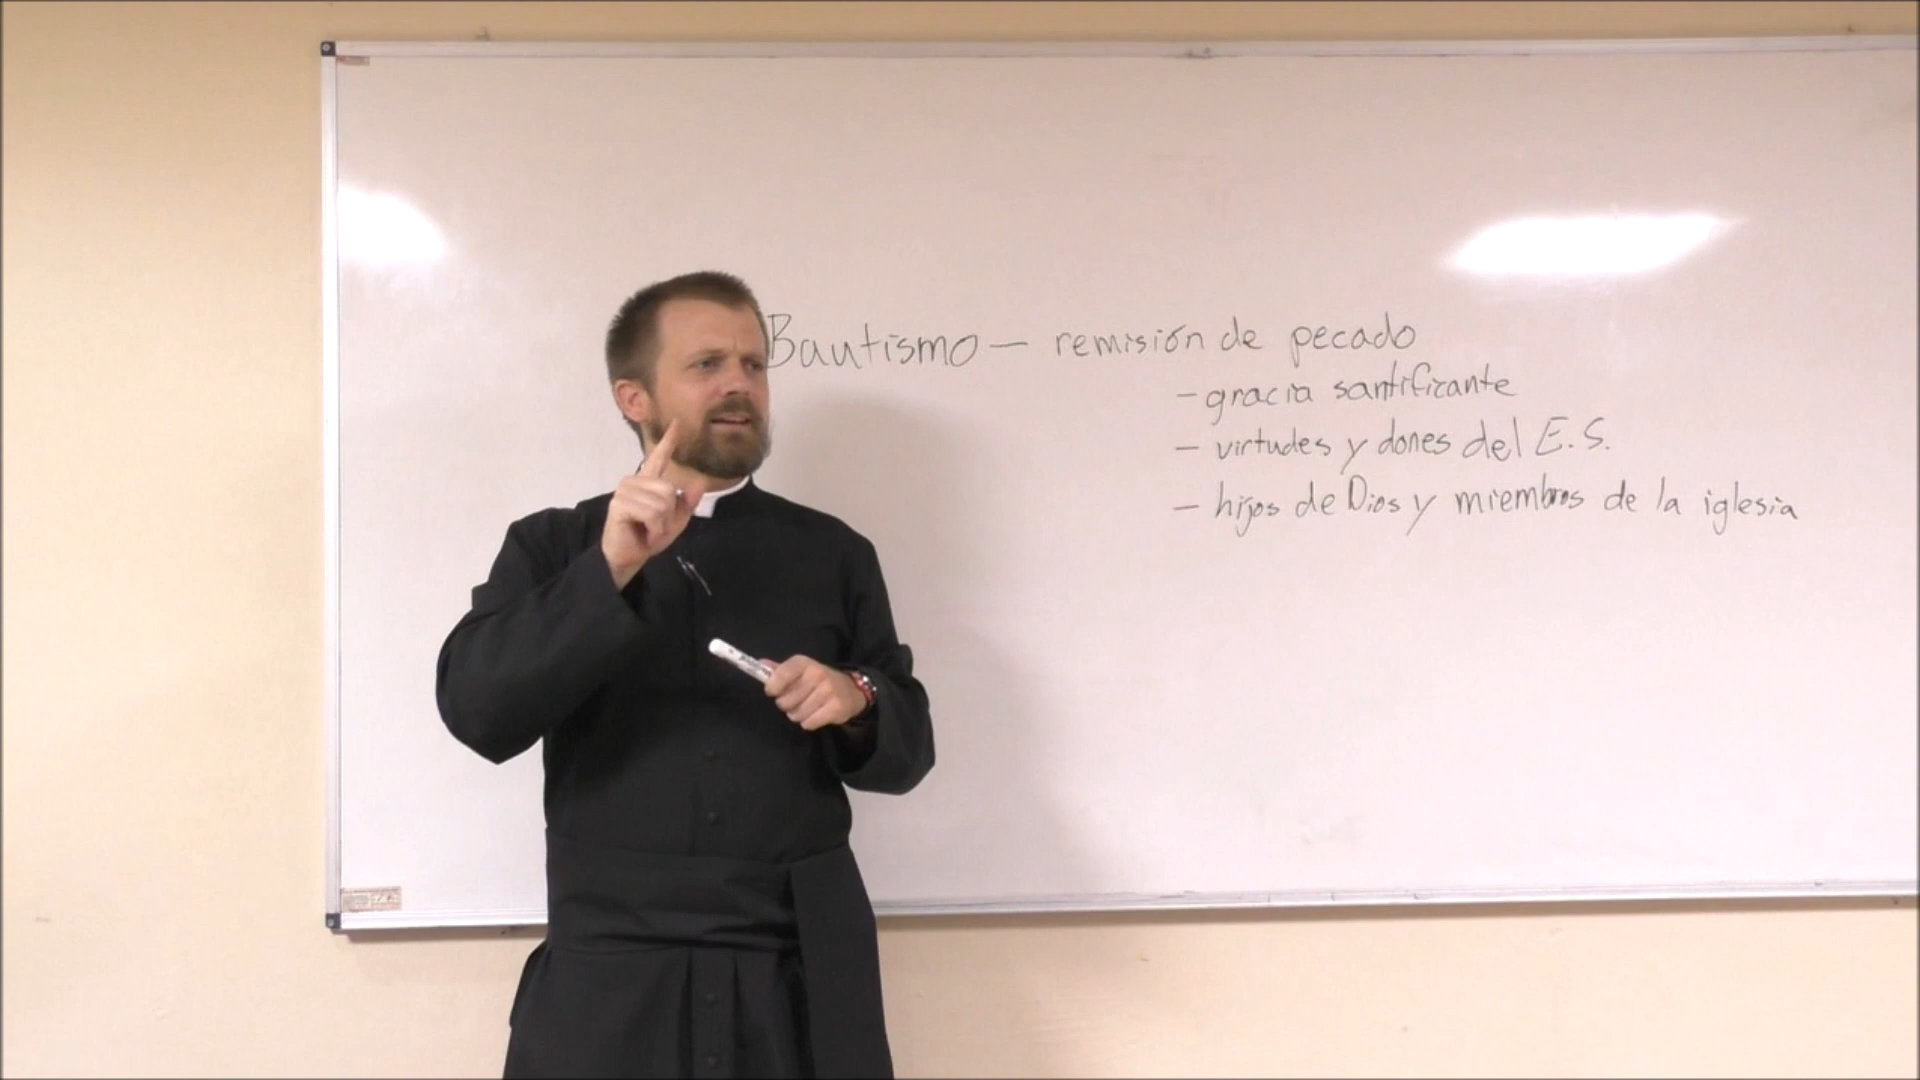 Bautismo — remisión de pecado
- gracia santificante
- virtudes y dones del E.S.
- hijos de Dios y miembros de la iglesia